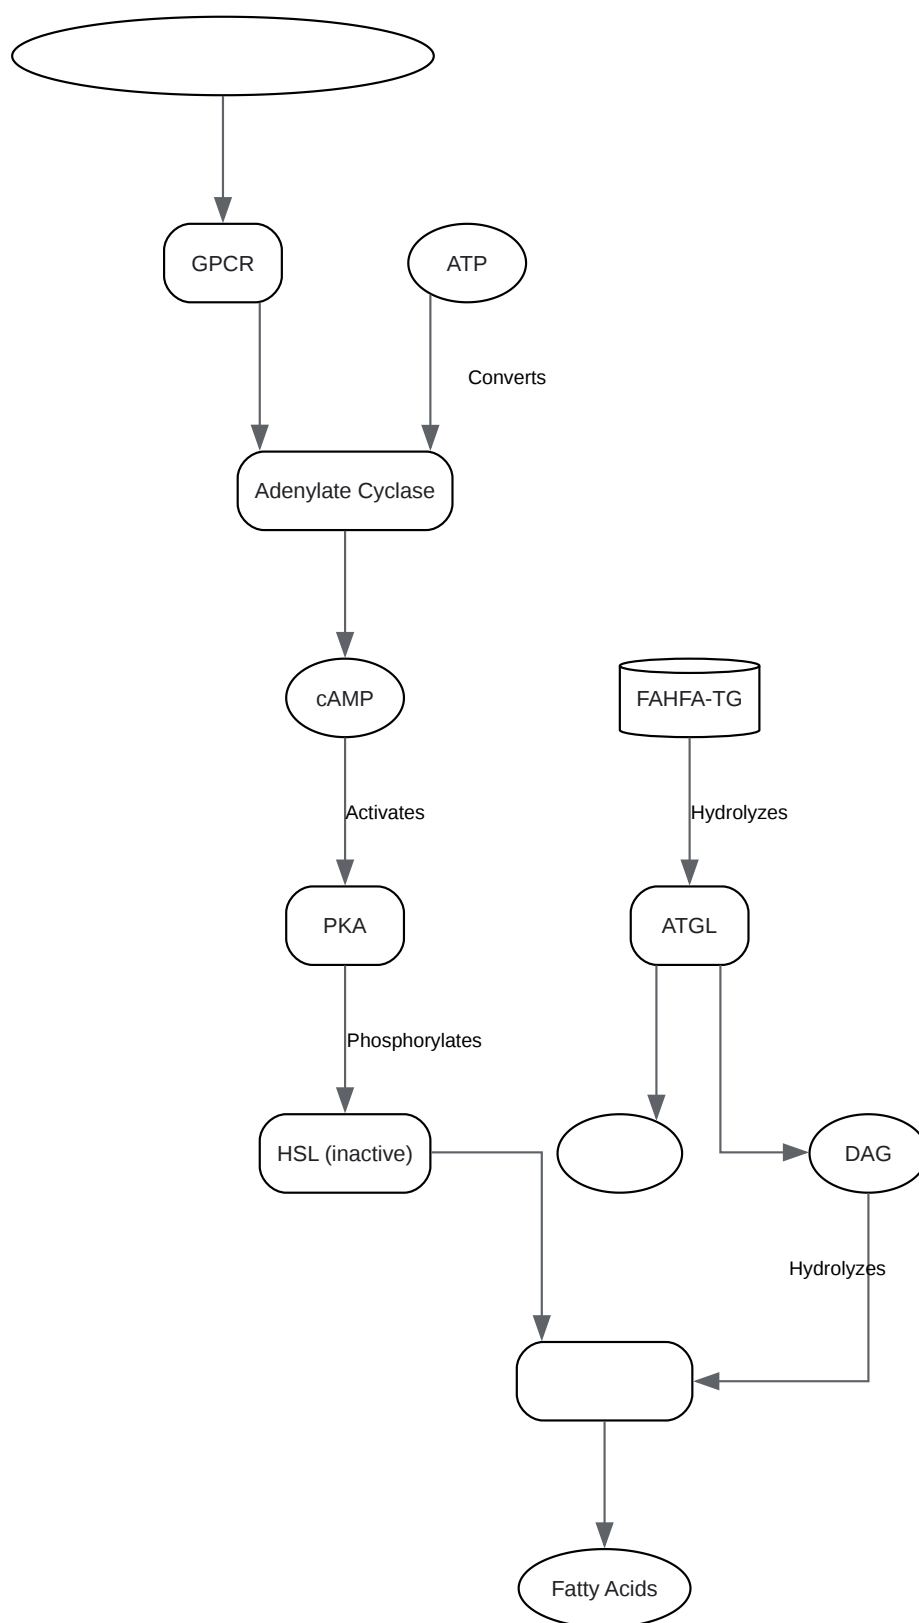 GPCR
ATP
Converts
Adenylate Cyclase
cAMP
FAHFA-TG
Activates
Hydrolyzes
PKA
ATGL
Phosphorylates
HSL (inactive)
DAG
Hydrolyzes
Fatty Acids